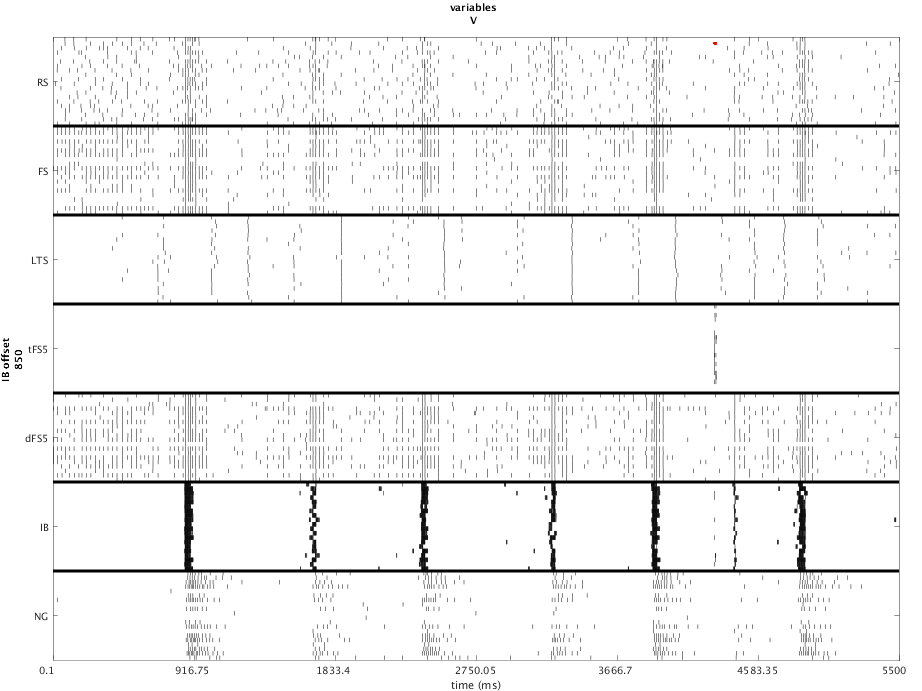 variables
V
RS
FS
LTS
tFS5
dFS5
IB
NG
IB offset
850
0.1 916.75 1833.4 2750.05 3666.7 4583.35 5500
time (ms)